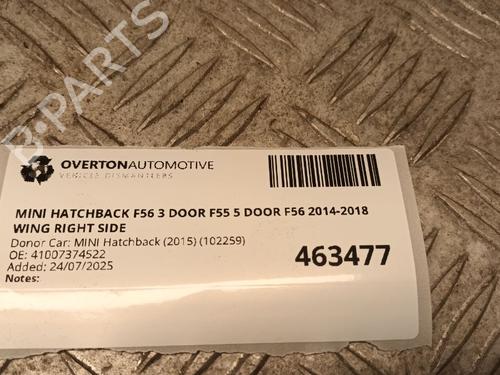 B-PARTS
OVERTONAUTOMOTIVE
VEHICLE DISMANTLERS
MINI HATCHBACK F56 3 DOOR F55 5 DOOR F56 2014-2018
WING RIGHT SIDE
Donor Car: MINI Hatchback (2015) (102259)
OE: 41007374522
Added: 24/07/2025
Notes:
463477